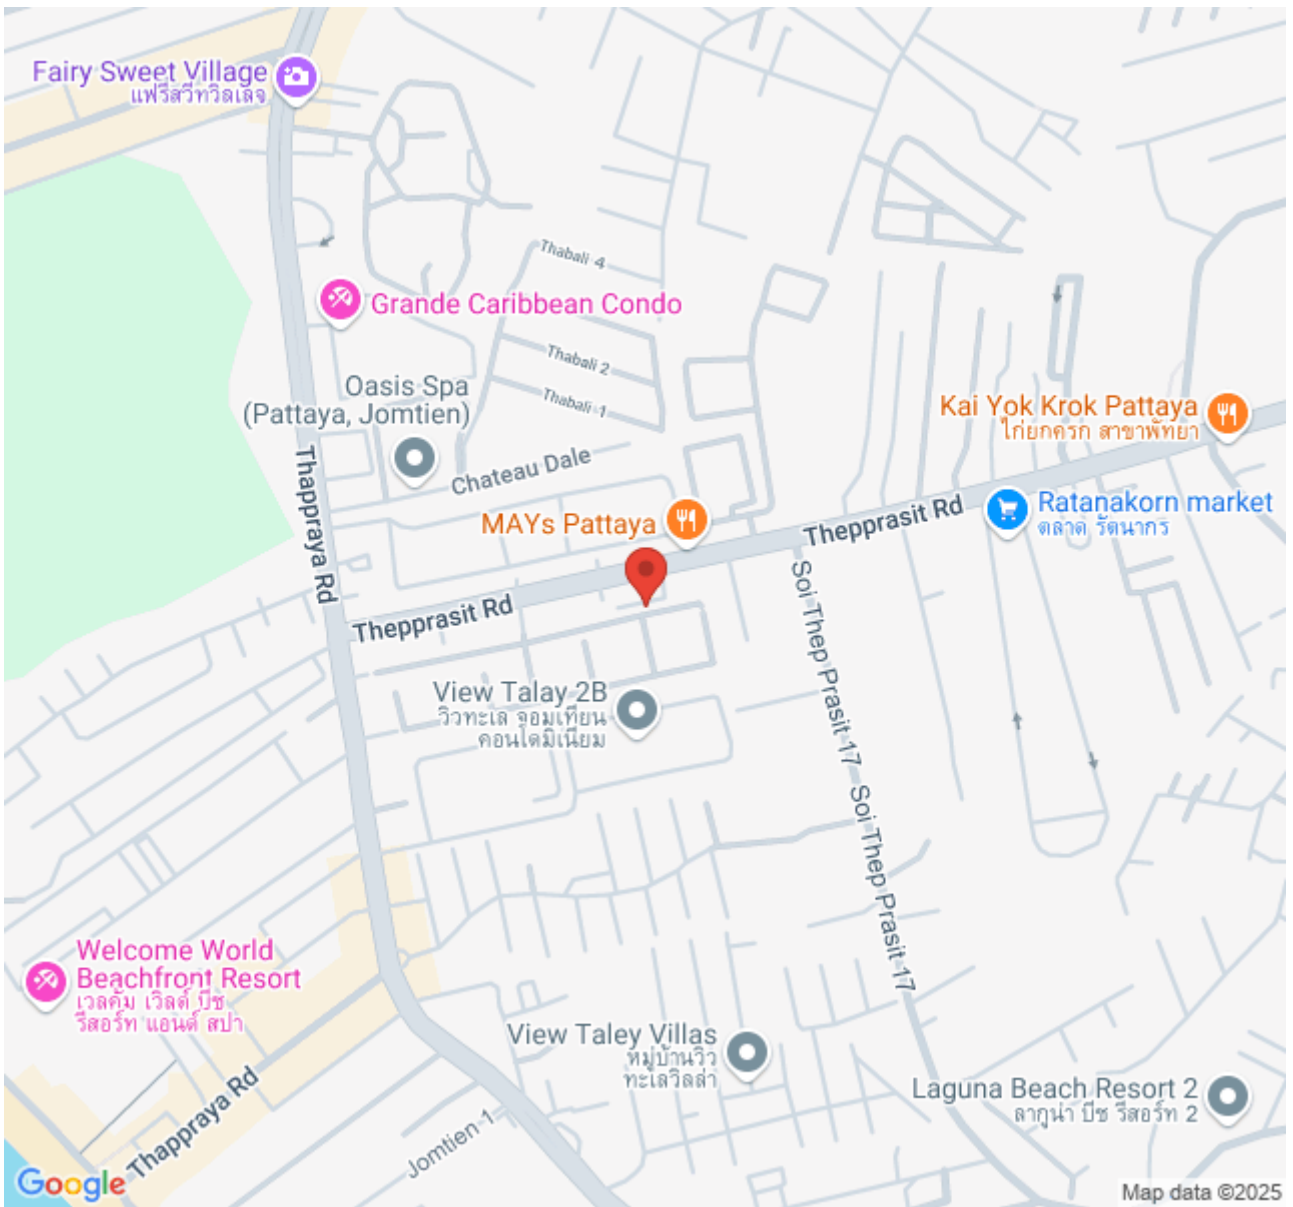 Fairy Sweet Village
แฟรีสวีทวิลเลจ
Thabali 4
Grande Caribbean Condo
Thabali 2
Oasis Spa
(Pattaya, Jomtien)
Thabali 1
Kai Yok Krok Pattaya
ไก่ยกครก สาขาพัทยา
Chateau Dale
Thappraya Rd
MAYs Pattaya
Thepprasit Rd
Ratanakorn market
ตลาด รัตนากร
Thepprasit Rd
Soi Thep Prasit 17
View Talay 2B
วิวทะเล จอมเทียน
คอนโดมิเนียม
Soi Thep Prasit 17
Welcome World
Beachfront Resort
เวลคัม เวิลด์ บีช
รีสอร์ท แอนด์ สปา
View Taley Villas
หมู่บ้านวิว
ทะเลวิลล่า
Laguna Beach Resort 2
ลากูน่า บีช รีสอร์ท 2
Thappraya Rd
Jomtien 1
Google
Map data ©2025